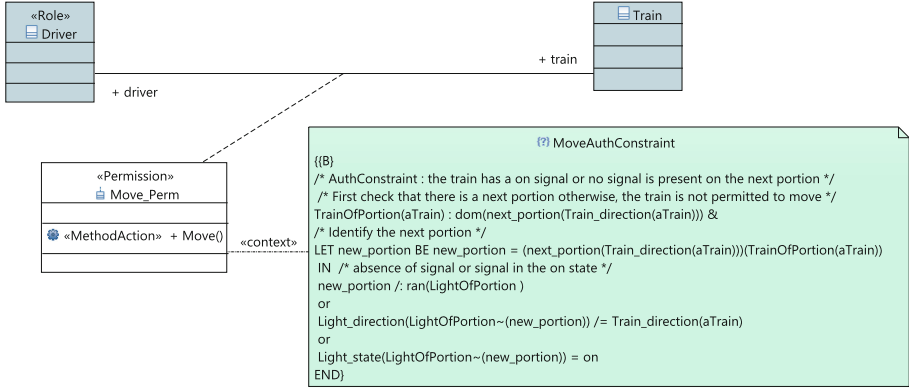 «Role»
Driver
Train
+ train
+ driver
«Permission»
Move_Perm
«MethodAction» + Move()
«context»
{?} MoveAuthConstraint
{{B}
/* AuthConstraint : the train has a on signal or no signal is present on the next portion */
/* First check that there is a next portion otherwise, the train is not permitted to move */
TrainOfPortion(aTrain) : dom(next_portion(Train_direction(aTrain))) &
/* Identify the next portion */
LET new_portion BE new_portion = (next_portion(Train_direction(aTrain)))(TrainOfPortion(aTrain))
IN /* absence of signal or signal in the on state */
new_portion /: ran(LightOfPortion )
or
Light_direction(LightOfPortion~(new_portion)) /= Train_direction(aTrain)
or
Light_state(LightOfPortion~(new_portion)) = on
END}